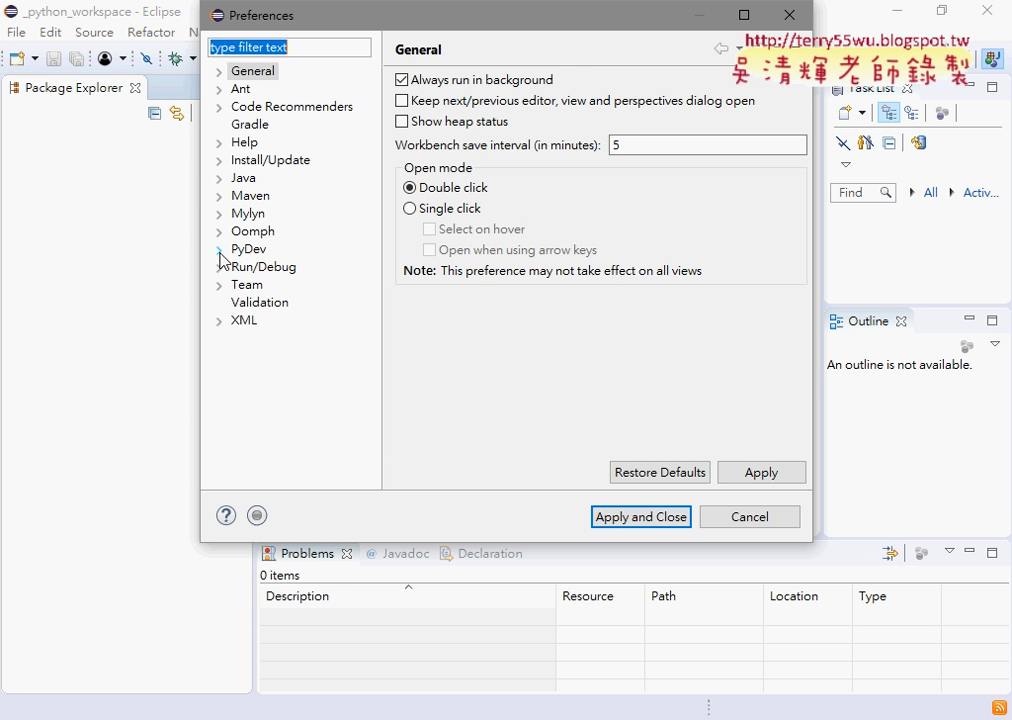 _python_workspace - Eclipse
File Edit Source Refactor N
Package Explorer
Preferences
type filter text
General
Ant
Code Recommenders
Gradle
Help
Install/Update
Java
Maven
Mylyn
Oomph
PyDev
Run/Debug
Team
Validation
XML
General
Always run in background
Keep next/previous editor, view and perspectives dialog open
Show heap status
Workbench save interval (in minutes): 5
Open mode
Double click
Single click
Select on hover
Open when using arrow keys
Note: This preference may not take effect on all views
Restore Defaults Apply
Apply and Close Cancel
http://terry55wu.blogspot.tw
吳清輝老師錄製
Task List
Find All Activ...
Outline
An outline is not available.
Problems @ Javadoc Declaration
0 items
Description Resource Path Location Type